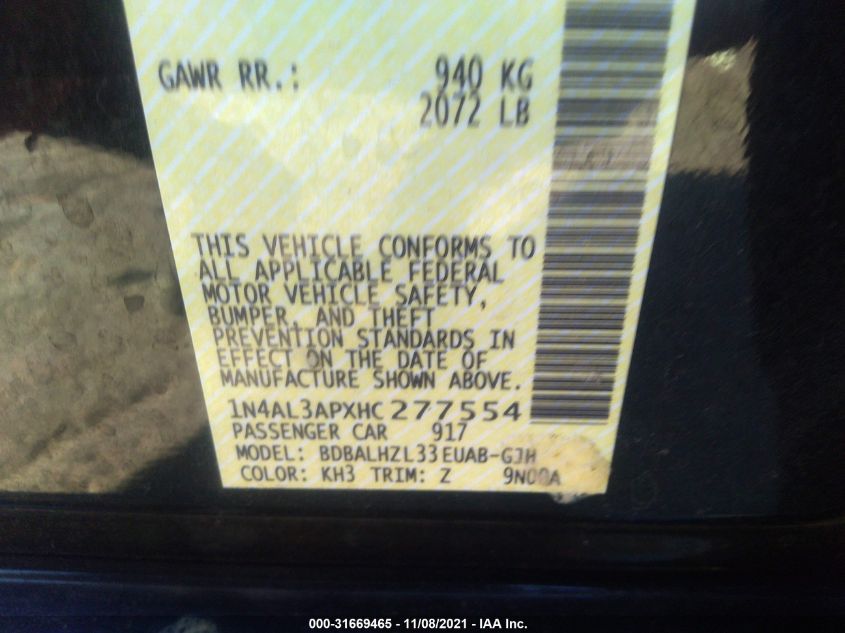 GAWR RR.: 940 KG
2072 LB
THIS VEHICLE CONFORMS TO
ALL APPLICABLE FEDERAL
MOTOR VEHICLE SAFETY,
BUMPER, AND THEFT
PREVENTION STANDARDS IN
EFFECT ON THE DATE OF
MANUFACTURE SHOWN ABOVE.
1N4AL3APXHC277554
PASSENGER CAR 917
MODEL: BDBALHZL33EUAB-GJH
COLOR: KH3 TRIM: Z 9N00A
000-31669465 - 11/08/2021 - IAA Inc.